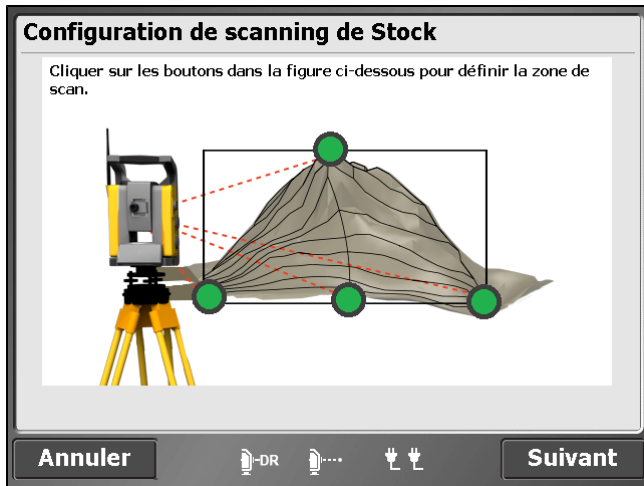 Configuration de scanning de Stock
Cliquer sur les boutons dans la figure ci-dessous pour définir la zone de
scan.
Annuler
-DR
Suivant